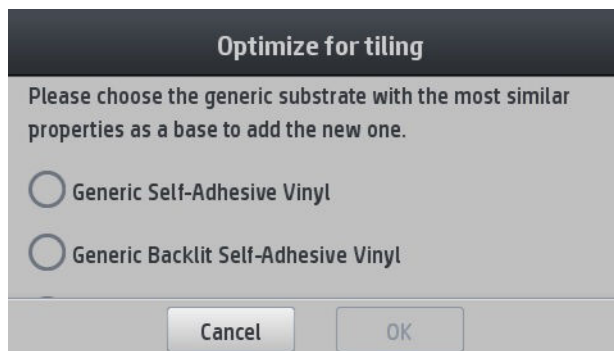 Optimize for tiling
Please choose the generic substrate with the most similar
properties as a base to add the new one.
Generic Self-Adhesive Vinyl
Generic Backlit Self-Adhesive Vinyl
Cancel
OK